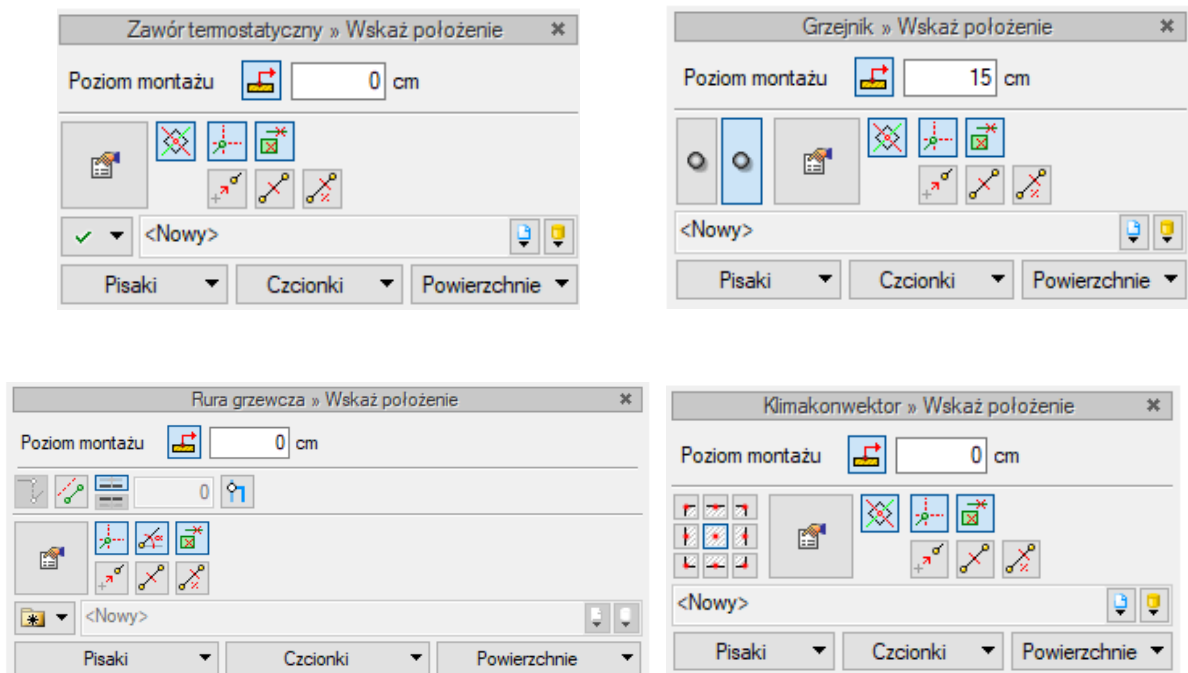 Zawór termostatyczny » Wskaż położenie
Poziom montażu 0 cm
<Nowy>
Pisaki Czcionki Powierzchnie
Grzejnik » Wskaż położenie
Poziom montażu 15 cm
<Nowy>
Pisaki Czcionki Powierzchnie
Rura grzewcza » Wskaż położenie
Poziom montażu 0 cm
0
<Nowy>
Pisaki Czcionki Powierzchnie
Klimakonwektor » Wskaż położenie
Poziom montażu 0 cm
<Nowy>
Pisaki Czcionki Powierzchnie